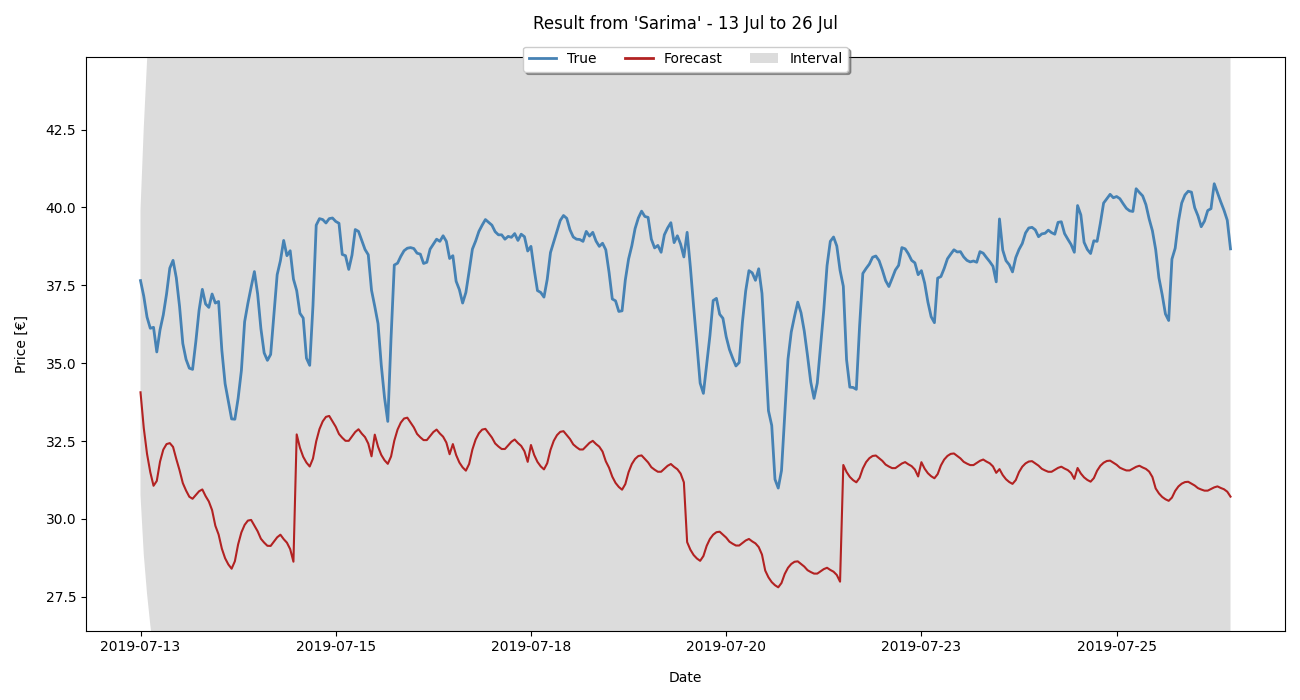 Result from 'Sarima' - 13 Jul to 26 Jul
True Forecast Interval
Price [€]
42.5
40.0
37.5
35.0
32.5
30.0
27.5
2019-07-13 2019-07-15 2019-07-18 2019-07-20 2019-07-23 2019-07-25
Date